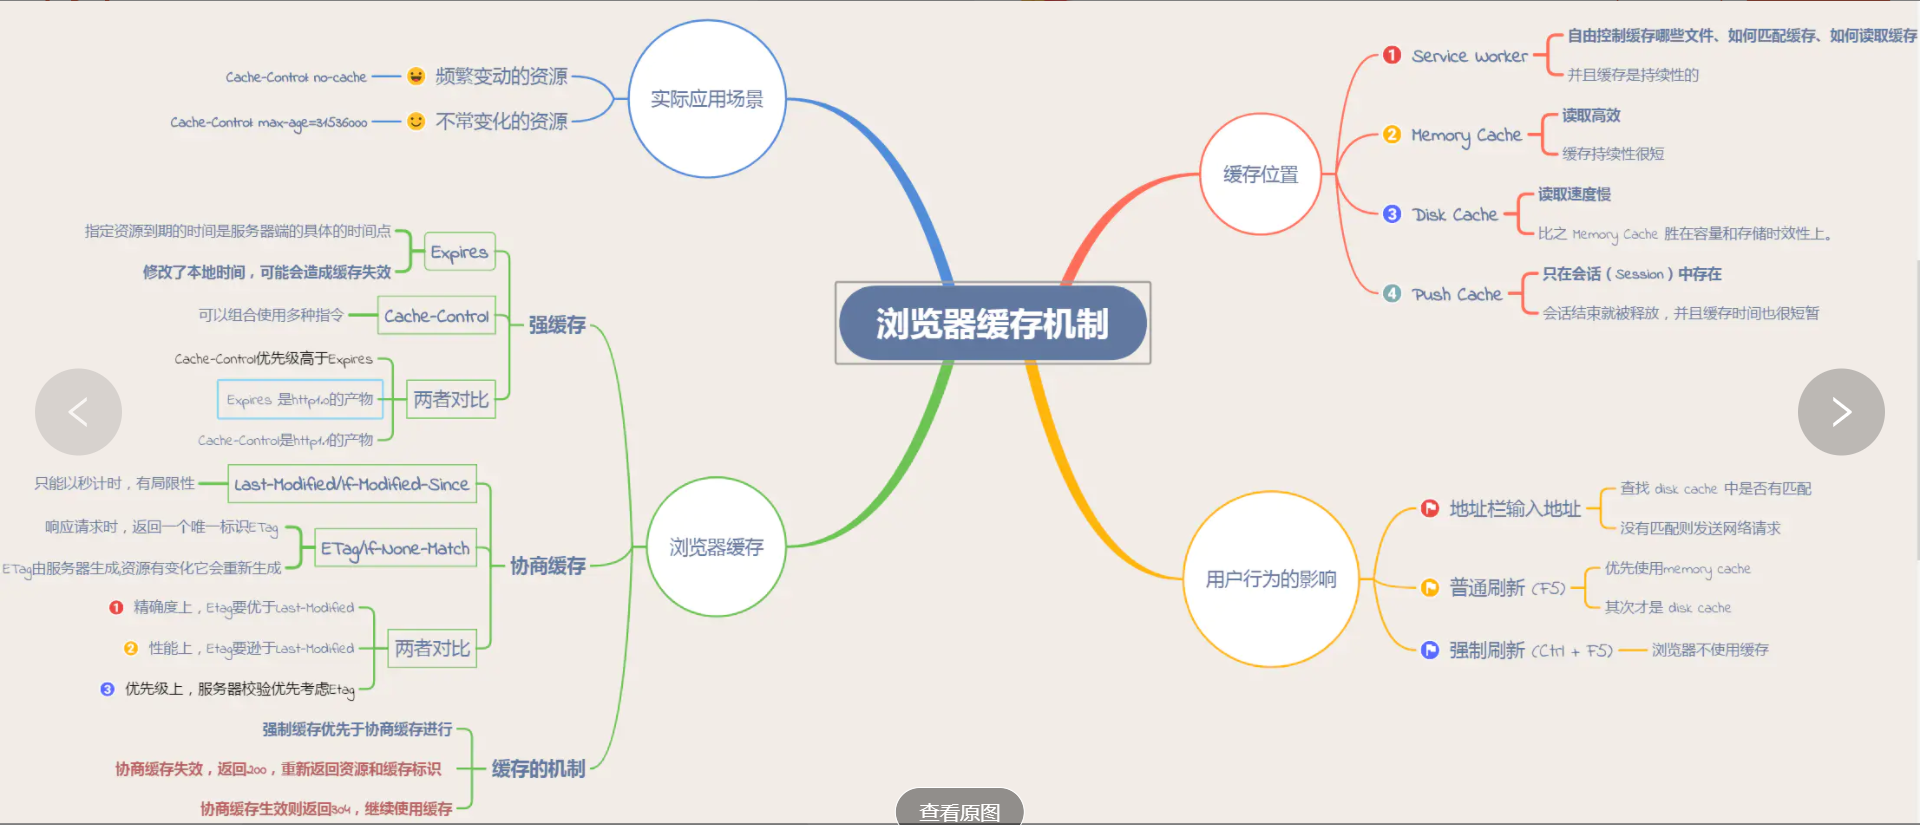 浏览器缓存机制
实际应用场景
频繁变动的资源
Cache-Control: no-cache
不常变化的资源
Cache-Control: max-age=31536000
缓存位置
1 Service Worker
自由控制缓存哪些文件、如何匹配缓存、如何读取缓存
并且缓存是持续性的
2 Memory Cache
读取高效
缓存持续性很短
3 Disk Cache
读取速度慢
比之 Memory Cache 胜在容量和存储时效性上。
4 Push Cache
只在会话（Session）中存在
会话结束就被释放，并且缓存时间也很短暂
浏览器缓存
强缓存
Expires
指定资源到期的时间是服务器端的具体的时间点
修改了本地时间，可能会造成缓存失效
Cache-Control
可以组合使用多种指令
两者对比
Cache-Control优先级高于Expires
Expires 是http1.0的产物
Cache-Control是http1.1的产物
协商缓存
Last-Modified/If-Modified-Since
只能以秒计时，有局限性
ETag/If-None-Match
响应请求时，返回一个唯一标识ETag
ETag由服务器生成,资源有变化它会重新生成
两者对比
1 精确度上，Etag要优于Last-Modified
2 性能上，Etag要逊于Last-Modified
3 优先级上，服务器校验优先考虑Etag
缓存的机制
强制缓存优先于协商缓存进行
协商缓存失效，返回200，重新返回资源和缓存标识
协商缓存生效则返回304，继续使用缓存
用户行为的影响
地址栏输入地址
查找 disk cache 中是否有匹配
没有匹配则发送网络请求
普通刷新 (F5)
优先使用memory cache
其次才是 disk cache
强制刷新 (Ctrl + F5)
浏览器不使用缓存
查看原图